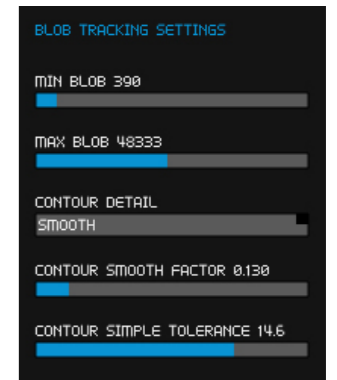 BLOB TRACKING SETTINGS
MIN BLOB 390
MAX BLOB 48333
CONTOUR DETAIL
SMOOTH
CONTOUR SMOOTH FACTOR 0.130
CONTOUR SIMPLE TOLERANCE 14.6